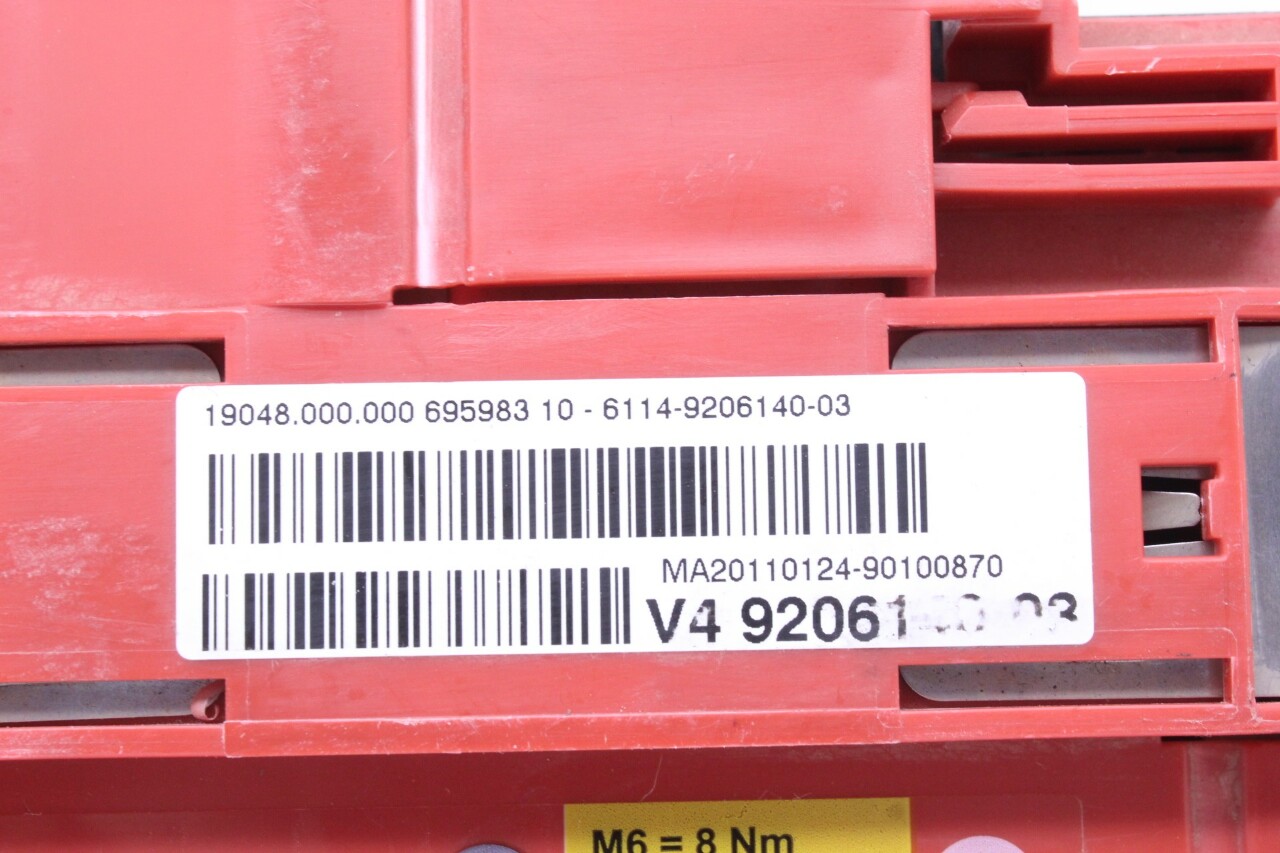 19048.000.000 695983 10 - 6114-9206140-03
MA20110124-90100870
V4
M6 = 8 Nm